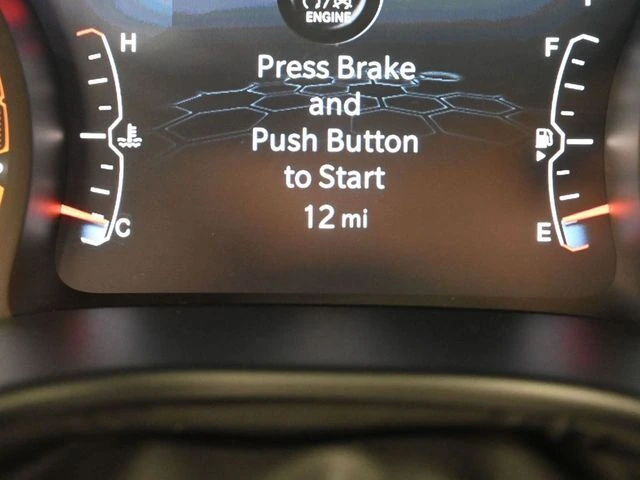 ENGINE
H
F
Press Brake
and
Push Button
to Start
12 mi
C
E